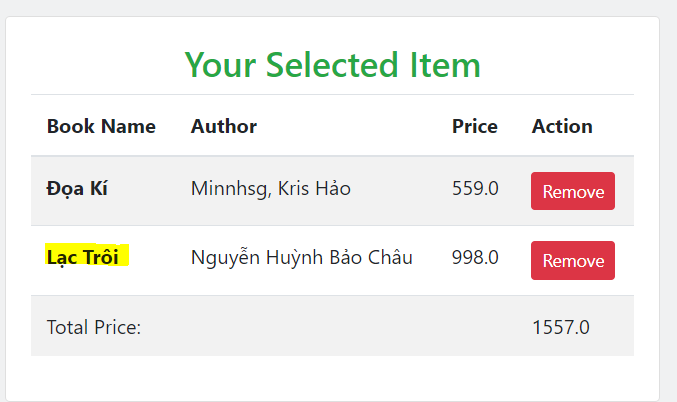 Your Selected Item
Book Name Author Price Action
Đọa Kí Minnhsg, Kris Hảo 559.0 Remove
Lạc Trôi Nguyễn Huỳnh Bảo Châu 998.0 Remove
Total Price: 1557.0